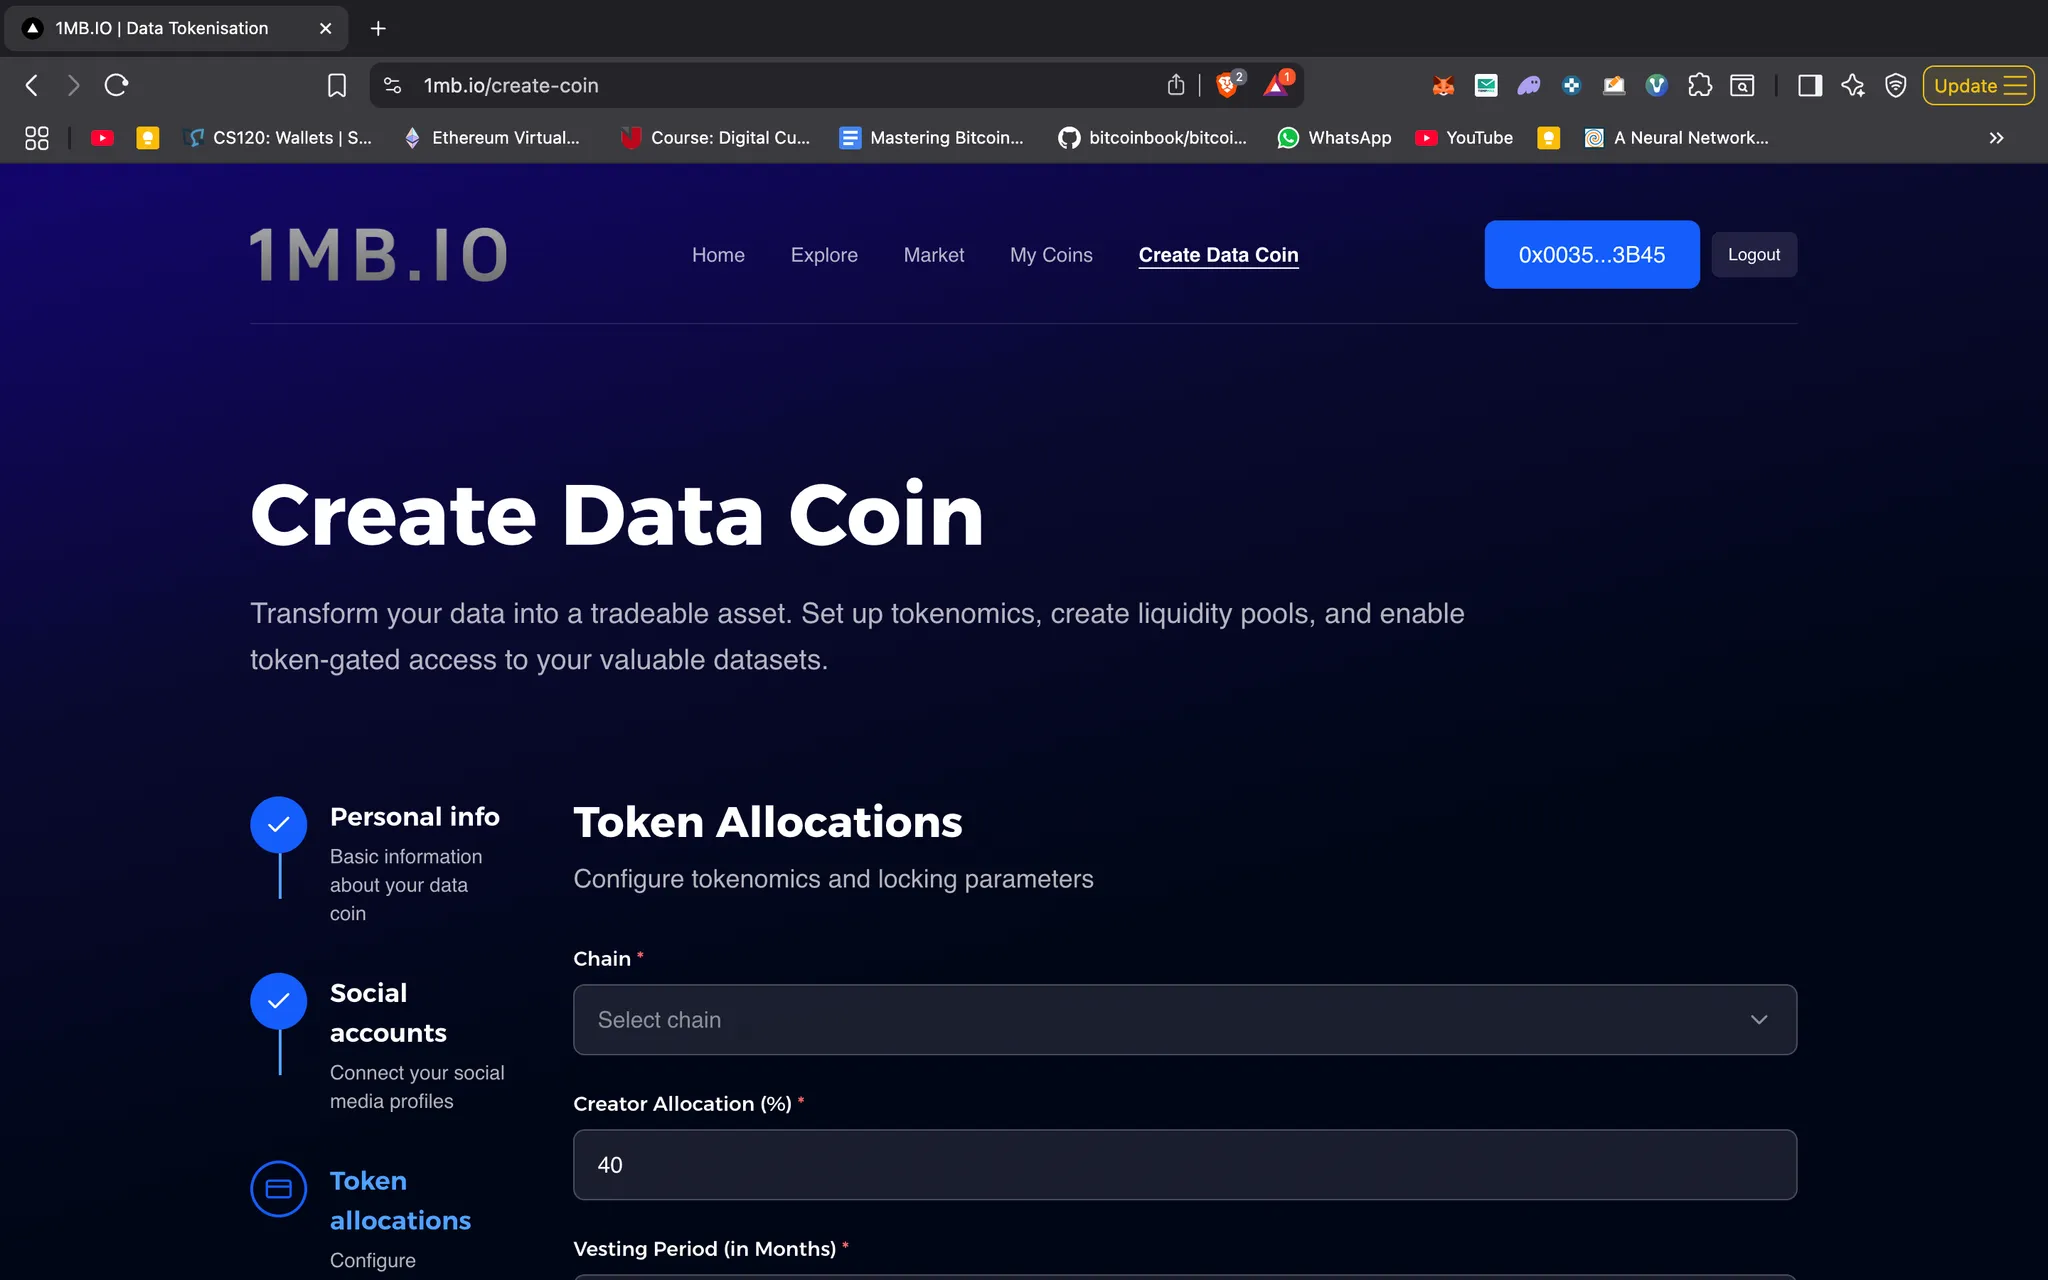 1MB.IO | Data Tokenisation
1mb.io/create-coin
2
1
Update
CS120: Wallets | S...
Ethereum Virtual...
Course: Digital Cu...
Mastering Bitcoin...
bitcoinbook/bitcoi...
WhatsApp
YouTube
A Neural Network...
1MB.IO
Home
Explore
Market
My Coins
Create Data Coin
0x0035...3B45
Logout
Create Data Coin
Transform your data into a tradeable asset. Set up tokenomics, create liquidity pools, and enable
token-gated access to your valuable datasets.
Personal info
Basic information
about your data
coin
Social
accounts
Connect your social
media profiles
Token
allocations
Configure
Token Allocations
Configure tokenomics and locking parameters
Chain *
Select chain
Creator Allocation (%) *
40
Vesting Period (in Months) *